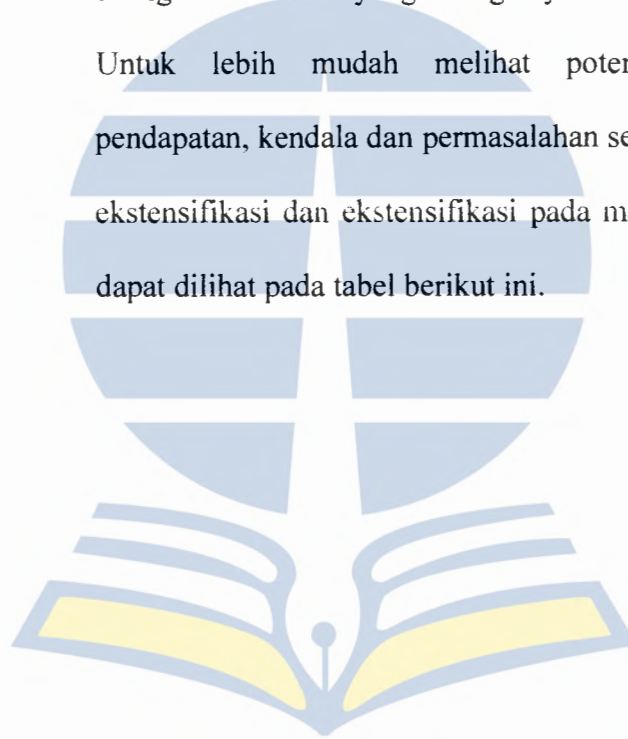 Untuk lebih mudah melihat
pendapatan, kendala dan permasalahan
ekstensifikasi dan ekstensifikasi pada
dapat dilihat pada tabel berikut ini.